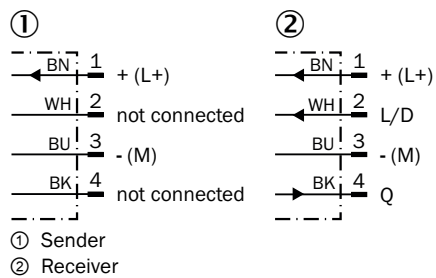 ① ②
BN 1 + (L+) BN 1 + (L+)
WH 2 not connected WH 2 L/D
BU 3 - (M) BU 3 - (M)
BK 4 not connected BK 4 Q
① Sender
② Receiver